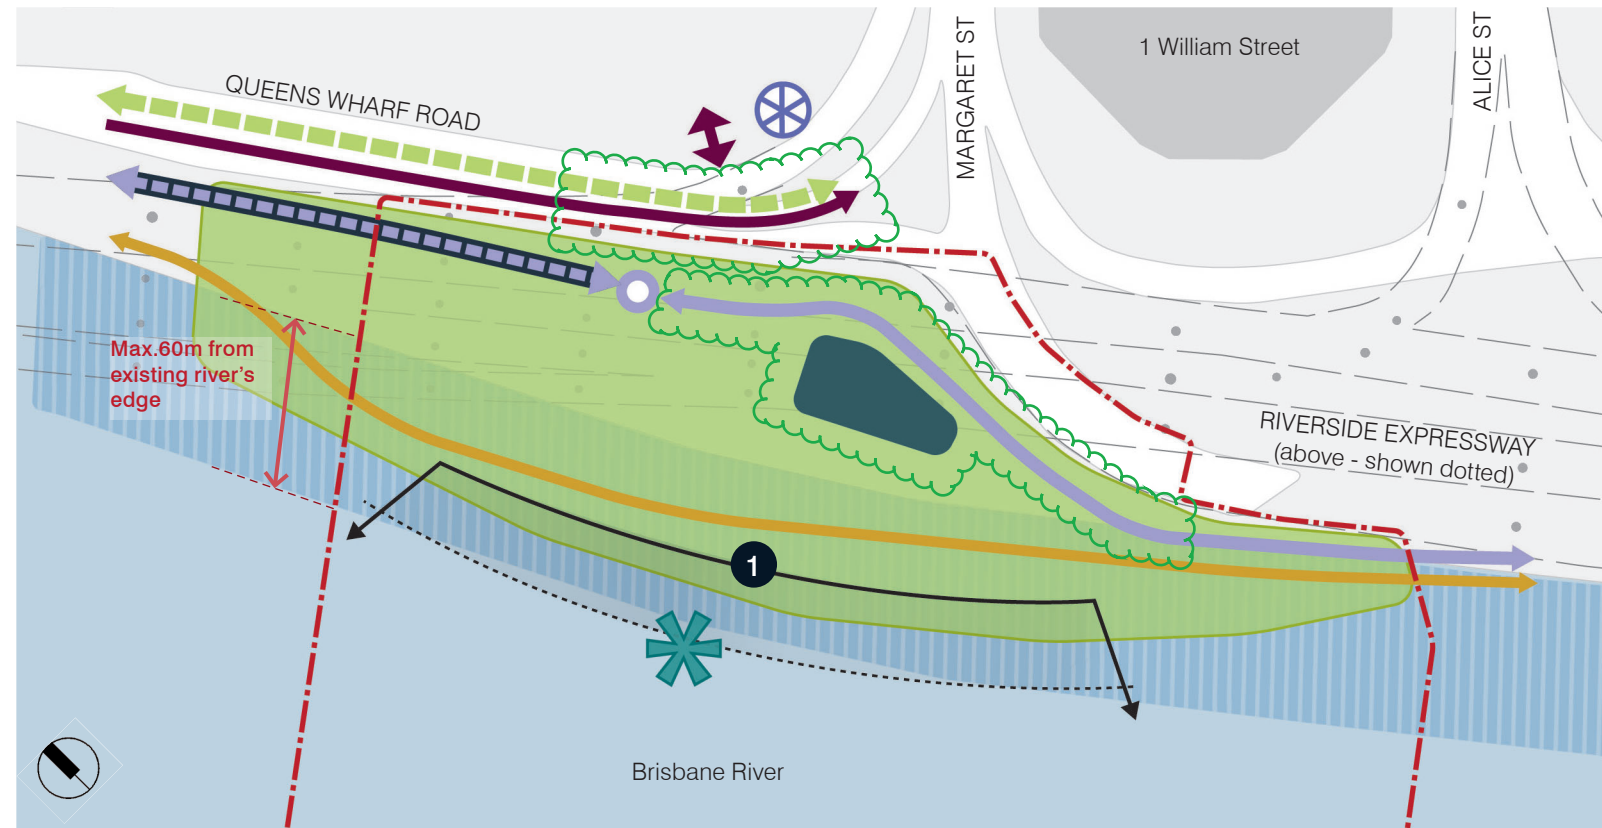 1 William Street
MARGARET ST
ALICE ST
QUEENS WHARF ROAD
Max.60m from
existing river's
edge
RIVERSIDE EXPRESSWAY
(above - shown dotted)
1
Brisbane River